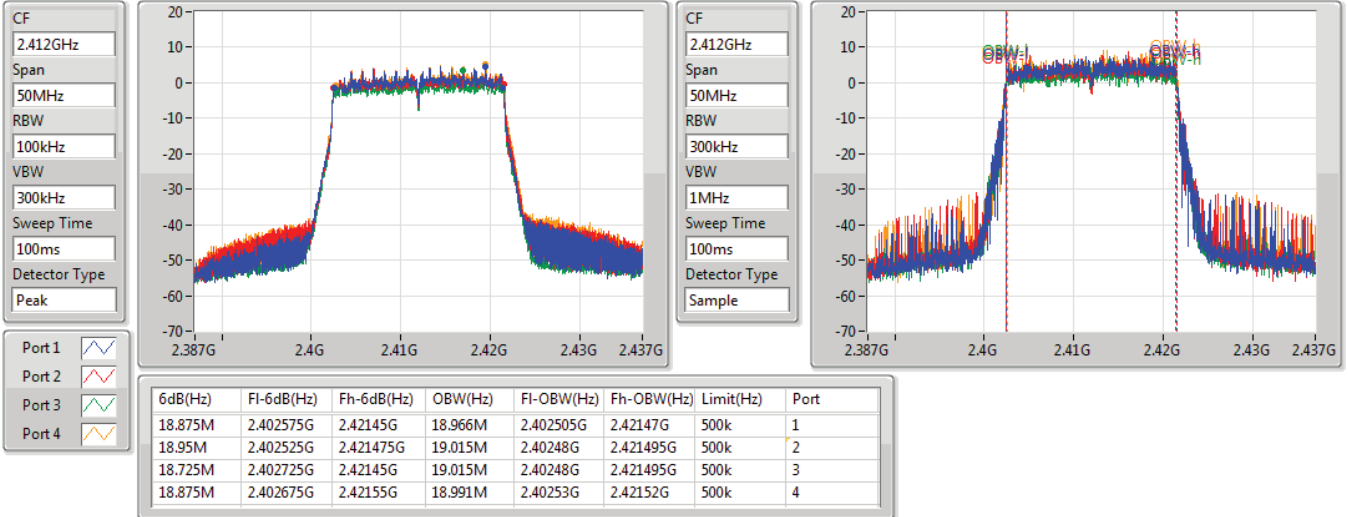 CF
2.412GHz
Span
50MHz
RBW
100kHz
VBW
300kHz
Sweep Time
100ms
Detector Type
Peak
20
10
0
-10
-20
-30
-40
-50
-60
-70
2.387G 2.4G 2.41G 2.42G 2.43G 2.437G
CF
2.412GHz
Span
50MHz
RBW
300kHz
VBW
1MHz
Sweep Time
100ms
Detector Type
Sample
20
10
0
-10
-20
-30
-40
-50
-60
-70
OBW-l OBW-h
2.387G 2.4G 2.41G 2.42G 2.43G 2.437G
Port 1
Port 2
Port 3
Port 4
6dB(Hz) Fl-6dB(Hz) Fh-6dB(Hz) OBW(Hz) Fl-OBW(Hz) Fh-OBW(Hz) Limit(Hz) Port
18.875M 2.402575G 2.42145G 18.966M 2.402505G 2.42147G 500k 1
18.95M 2.402525G 2.421475G 19.015M 2.40248G 2.421495G 500k 2
18.725M 2.402725G 2.42145G 19.015M 2.40248G 2.421495G 500k 3
18.875M 2.402675G 2.42155G 18.991M 2.40253G 2.42152G 500k 4